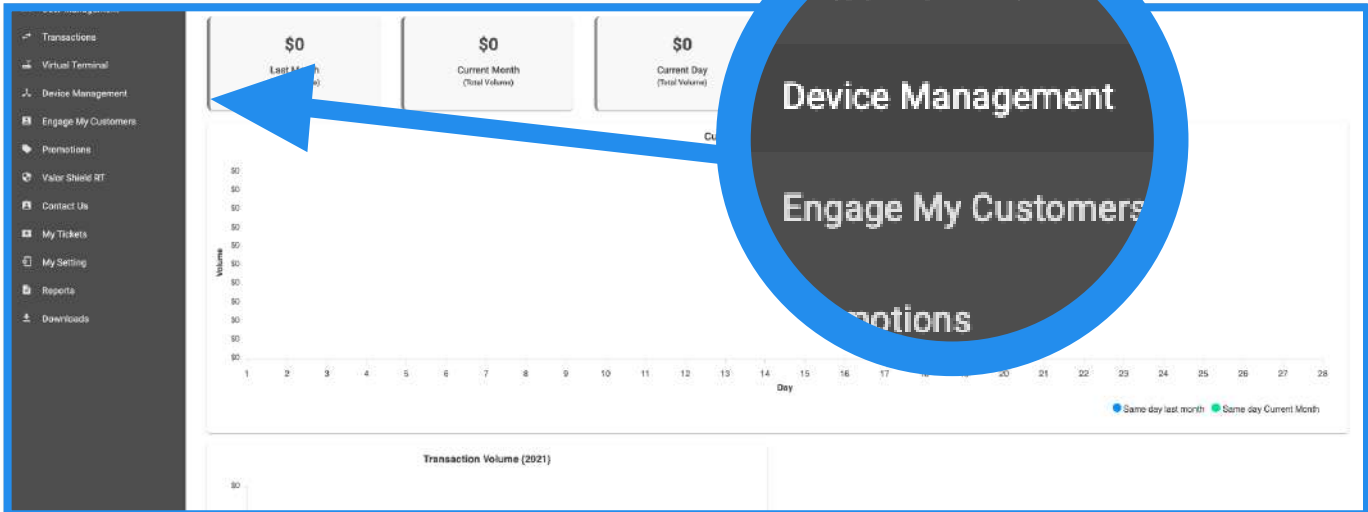 Transactions
Virtual Terminal
Device Management
Engage My Customers
Promotions
Valor Shield RT
Contact Us
My Tickets
My Setting
Reports
Downloads
$0
Last
$0
Current Month
(Total Volume)
$0
Current Day
(Total Volume)
Device Management
Engage My Customers
$0
$0
$0
$0
$0
$0
$0
$0
$0
$0
$0
Volume
1 2 3 4 5 6 7 8 9 10 11 12 13 14 15 16 17 20 21 22 23 24 25 26 27 28
Day
Same day last month Same day Current Month
Transaction Volume (2021)
$0